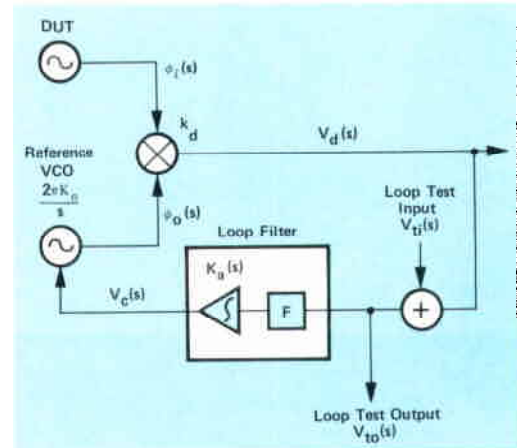 DUT
ϕi(s)
kd
Vd(s)
Reference
VCO
2eKo
s
ϕo(s)
Loop Test
Input
Vti(s)
Loop Filter
Ka(s)
∫
F
+
Vc(s)
Loop Test Output
Vto(s)